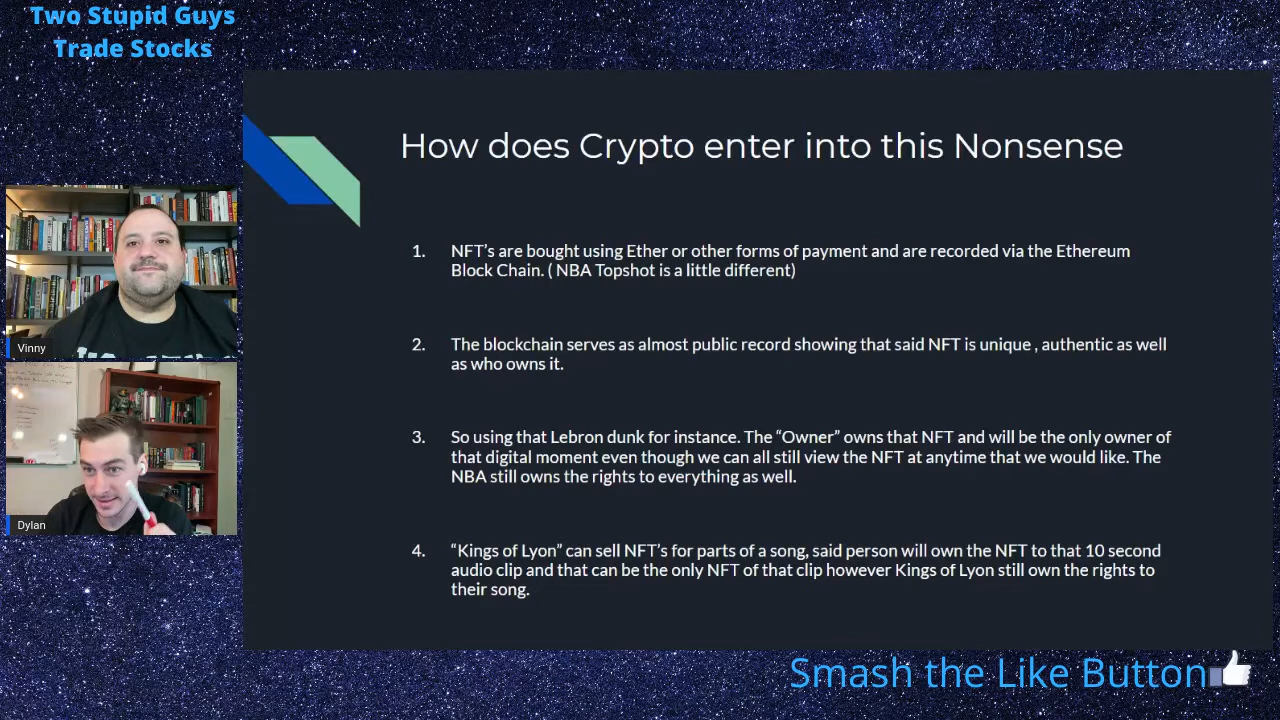 Two Stupid Guys
Trade Stocks
How does Crypto enter into this Nonsense
1. NFT's are bought using Ether or other forms of payment and are recorded via the Ethereum
Block Chain. ( NBA Topshot is a little different)
2. The blockchain serves as almost public record showing that said NFT is unique , authentic as well
as who owns it.
3. So using that Lebron dunk for instance. The “Owner” owns that NFT and will be the only owner of
that digital moment even though we can all still view the NFT at anytime that we would like. The
NBA still owns the rights to everything as well.
4. “Kings of Lyon” can sell NFT's for parts of a song, said person will own the NFT to that 10 second
audio clip and that can be the only NFT of that clip however Kings of Lyon still own the rights to
their song.
Vinny
Dylan
Smash the Like Button